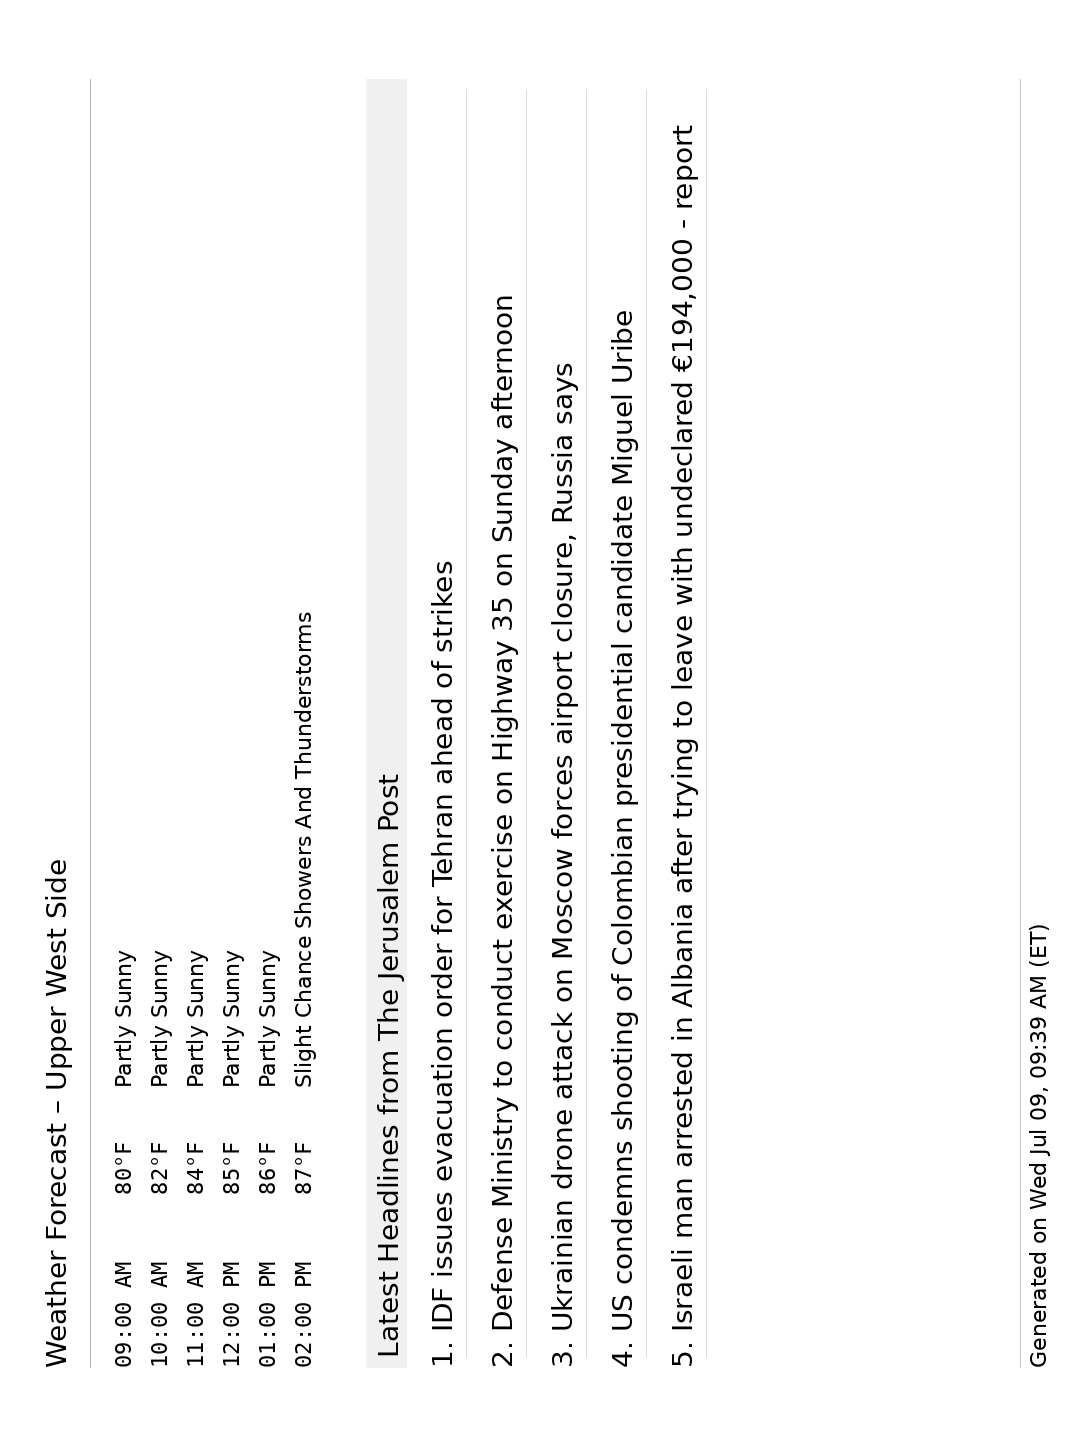 Weather Forecast – Upper West Side
09:00 AM 80°F Partly Sunny
10:00 AM 82°F Partly Sunny
11:00 AM 84°F Partly Sunny
12:00 PM 85°F Partly Sunny
01:00 PM 86°F Partly Sunny
02:00 PM 87°F Slight Chance Showers And Thunderstorms
Latest Headlines from The Jerusalem Post
1. IDF issues evacuation order for Tehran ahead of strikes
2. Defense Ministry to conduct exercise on Highway 35 on Sunday afternoon
3. Ukrainian drone attack on Moscow forces airport closure, Russia says
4. US condemns shooting of Colombian presidential candidate Miguel Uribe
5. Israeli man arrested in Albania after trying to leave with undeclared €194,000 - report
Generated on Wed Jul 09, 09:39 AM (ET)